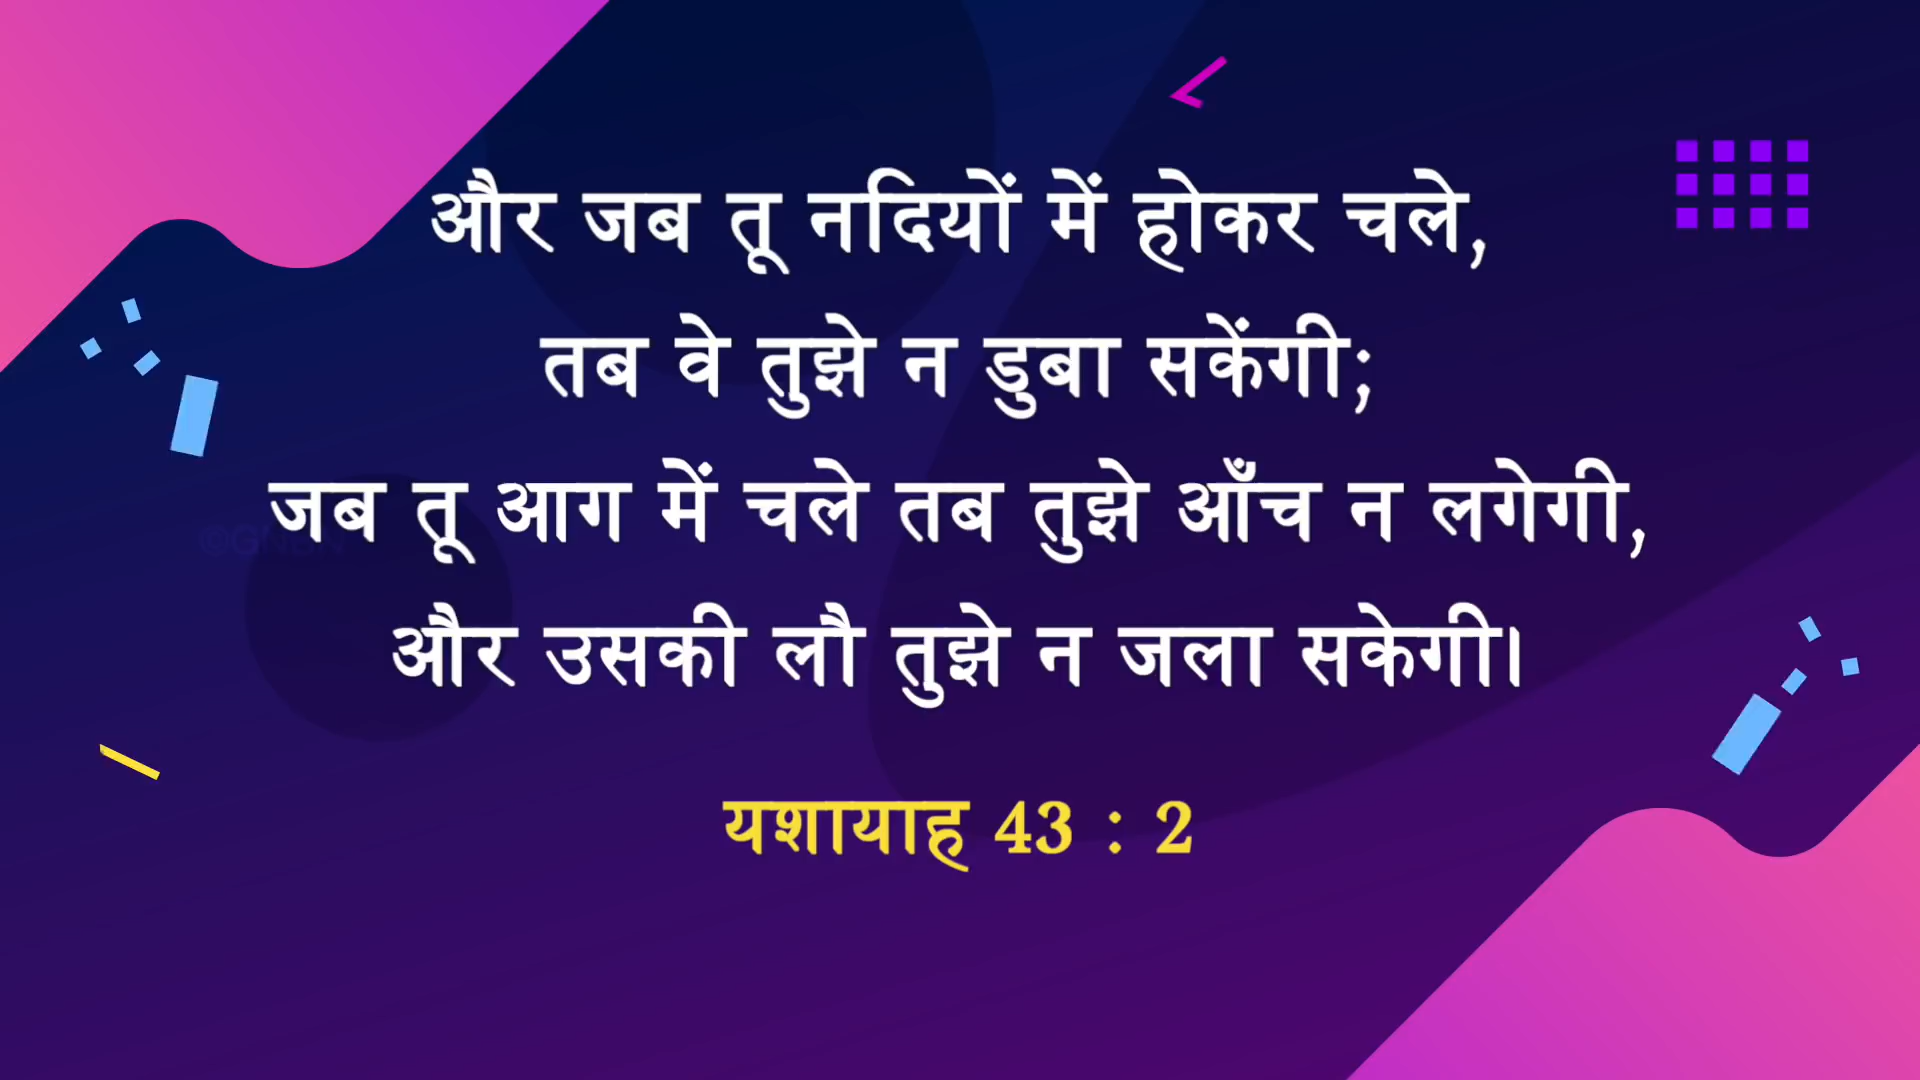 और जब तू नदियों में होकर चले,
तब वे तुझे न डुबा सकेंगी;
जब तू आग में चले तब तुझे आँच न लगेगी,
और उसकी लौ तुझे न जला सकेगी।
यशायाह 43 : 2